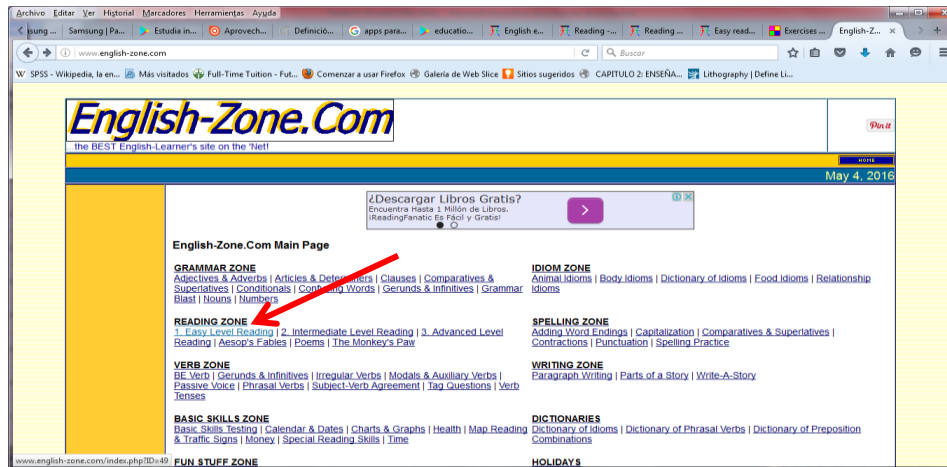 Archivo Editar Ver Historial Marcadores Herramientas Ayuda
isung ... Samsung | Pa... Estudia in... Aprovech... Definició... apps para... educatio... English e... Reading -... Reading ... Easy read... Exercises ... English-Z...
www.english-zone.com Buscar
SPSS - Wikipedia, la en... Más visitados Full-Time Tuition - Fut... Comenzar a usar Firefox Galería de Web Slice Sitios sugeridos CAPITULO 2: ENSEÑA... Lithography | Define Li...
English-Zone.Com
...the BEST English-Learner's site on the 'Net!
Pin it
HOME
May 4, 2016
¿Descargar Libros Gratis?
Encuentra Hasta 1 Millón de Libros.
¡ReadingFanatic Es Fácil y Gratis!
English-Zone.Com Main Page
GRAMMAR ZONE
Adjectives & Adverbs | Articles & Determiners | Clauses | Comparatives &
Superlatives | Conditionals | Confusing Words | Gerunds & Infinitives | Grammar
Blast | Nouns | Numbers
IDIOM ZONE
Animal Idioms | Body Idioms | Dictionary of Idioms | Food Idioms | Relationship
Idioms
READING ZONE
1. Easy Level Reading | 2. Intermediate Level Reading | 3. Advanced Level
Reading | Aesop's Fables | Poems | The Monkey's Paw
SPELLING ZONE
Adding Word Endings | Capitalization | Comparatives & Superlatives |
Contractions | Punctuation | Spelling Practice
VERB ZONE
BE Verb | Gerunds & Infinitives | Irregular Verbs | Modals & Auxiliary Verbs |
Passive Voice | Phrasal Verbs | Subject-Verb Agreement | Tag Questions | Verb
Tenses
WRITING ZONE
Paragraph Writing | Parts of a Story | Write-A-Story
BASIC SKILLS ZONE
Basic Skills Testing | Calendar & Dates | Charts & Graphs | Health | Map Reading
& Traffic Signs | Money | Special Reading Skills | Time
DICTIONARIES
Dictionary of Idioms | Dictionary of Phrasal Verbs | Dictionary of Preposition
Combinations
www.english-zone.com/index.php?ID=49
FUN STUFF ZONE
HOLIDAYS